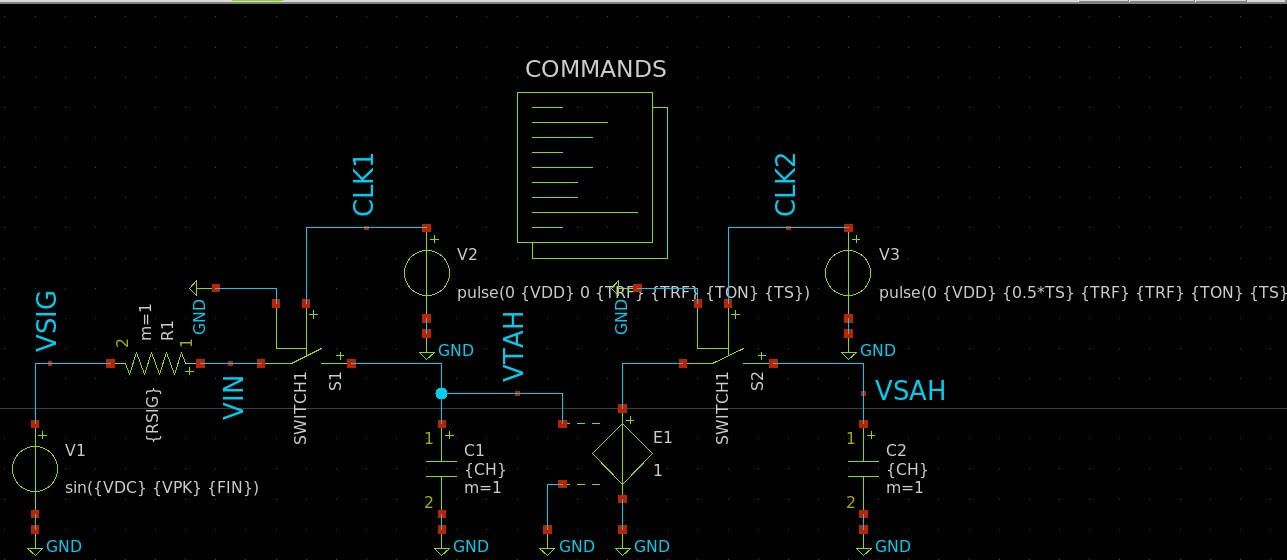 COMMANDS
CLK1
CLK2
V2
pulse(0 {VDD} 0 {TRF} {TRF} {TON} {TS})
V3
pulse(0 {VDD} {0.5*TS} {TRF} {TRF} {TON} {TS}
GND
GND
GND
GND
VSIG
2
m=1
R1
1
{RSIG}
VIN
SWITCH1
S1
VTAH
SWITCH1
S2
VSAH
V1
sin({VDC} {VPK} {FIN})
1
C1
{CH}
m=1
2
E1
1
1
C2
{CH}
m=1
2
GND
GND
GND
GND
GND